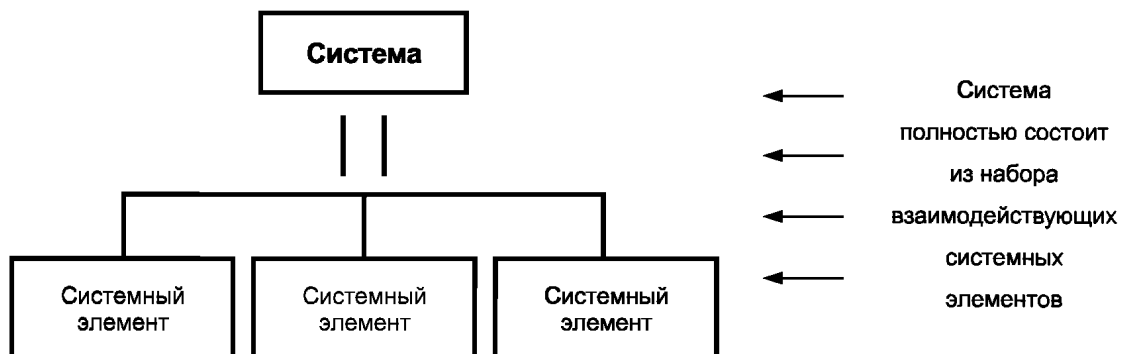 Система
Система
полностью состоит
из набора
взаимодействующих
системных
элементов
Системный
элемент
Системный
элемент
Системный
элемент